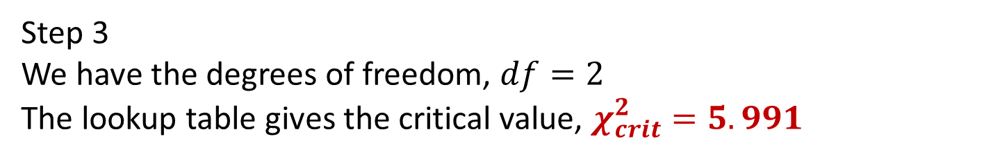 Step 3
We have the degrees of freedom, df = 2
The lookup table gives the critical value, χ²crit = 5.991